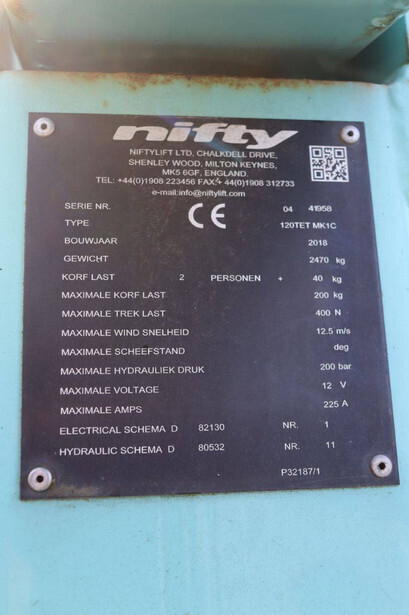 nifty
NIFTYLIFT LTD, CHALKDELL DRIVE,
SHENLEY WOOD, MILTON KEYNES,
MK5 6GF, ENGLAND.
TEL: +44(0)1908 223456 FAX:+ 44(0)1908 312733
e-mail:info@niftylift.com
SERIE NR. CE 04 41958
TYPE 120TET MK1C
BOUWJAAR 2018
GEWICHT 2470 kg
KORF LAST 2 PERSONEN + 40 kg
MAXIMALE KORF LAST 200 kg
MAXIMALE TREK LAST 400 N
MAXIMALE WIND SNELHEID 12.5 m/s
MAXIMALE SCHEEFSTAND deg
MAXIMALE HYDRAULIEK DRUK 200 bar
MAXIMALE VOLTAGE 12 V
MAXIMALE AMPS 225 A
ELECTRICAL SCHEMA D 82130 NR. 1
HYDRAULIC SCHEMA D 80532 NR. 11
P32187/1